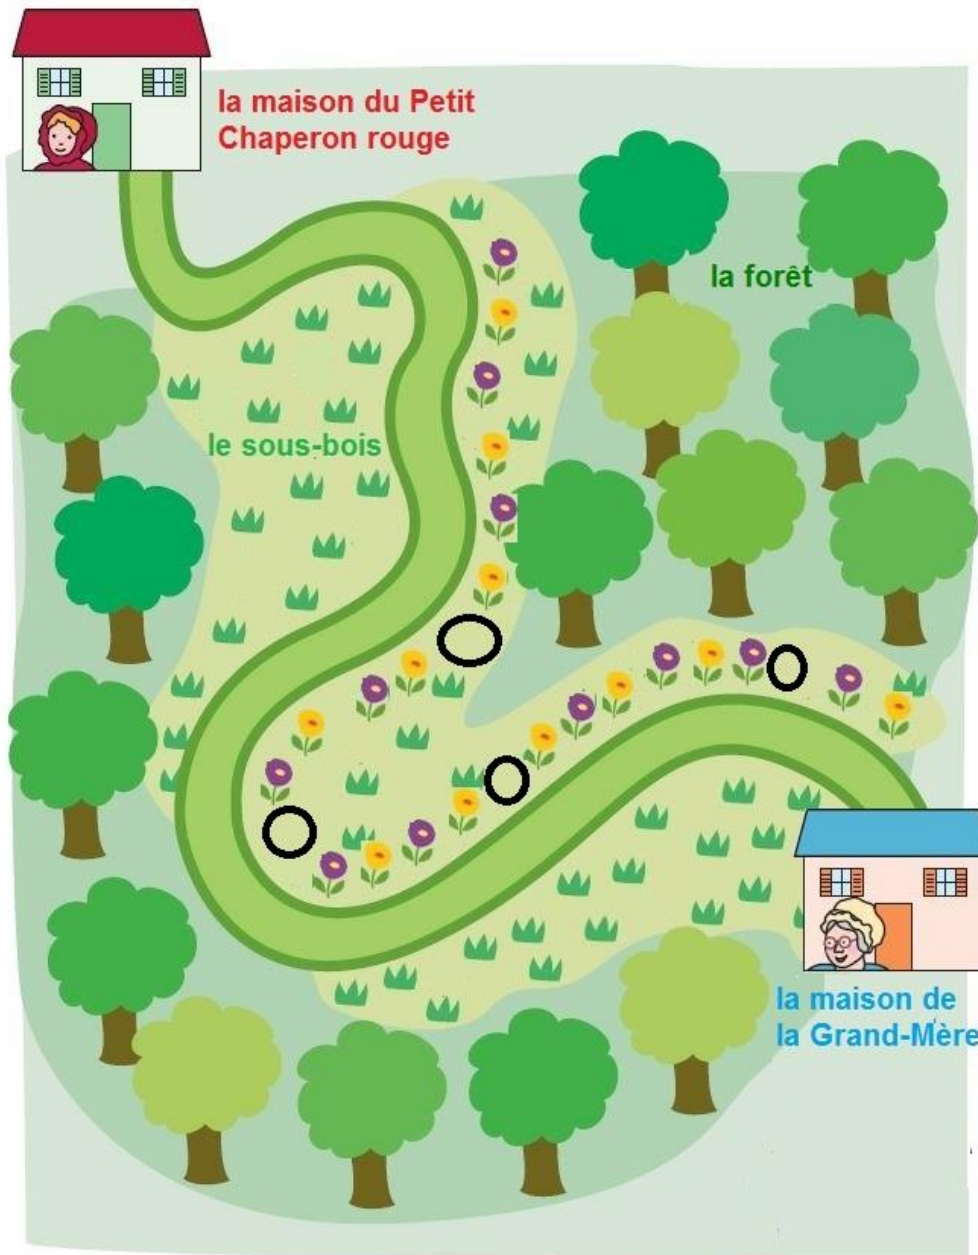 la maison du Petit
Chaperon rouge
la forêt
le sous-bois
la maison de
la Grand-Mère